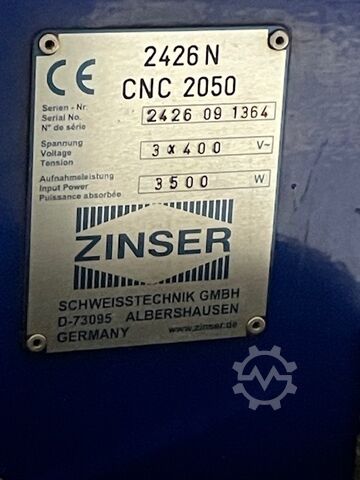 CE 2426 N
CNC 2050
Serien - Nr.
Serial No. 2426 09 1364
N° de série
Spannung
Voltage 3 x 400 V~
Tension
Aufnahmeleistung
Input Power 3500 W
Puissance absorbée
ZINSER
SCHWEISSTECHNIK GMBH
D-73095 ALBERSHAUSEN
GERMANY www.zinser.de